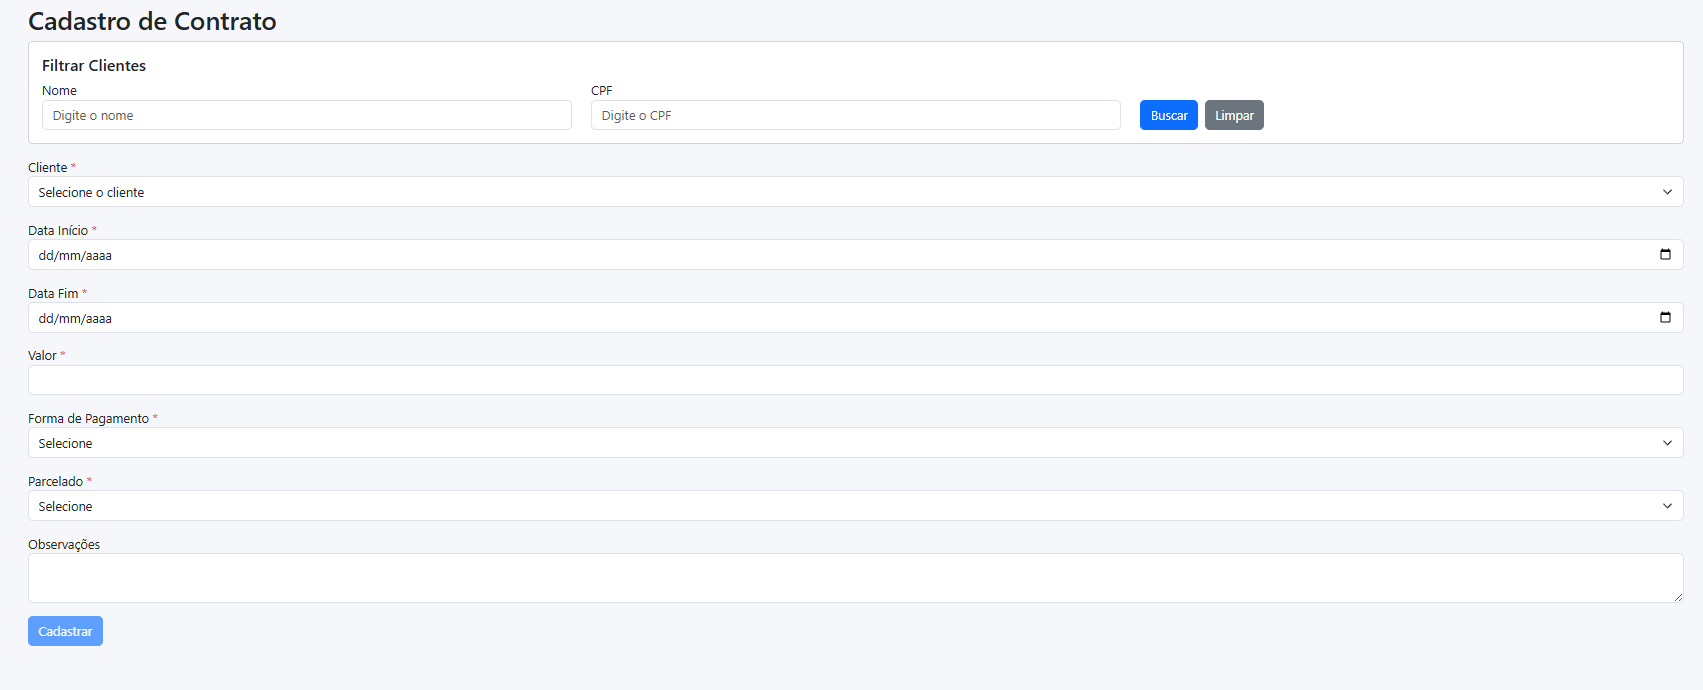 Cadastro de Contrato
Filtrar Clientes
Nome CPF
Digite o nome Digite o CPF Buscar Limpar
Cliente *
Selecione o cliente
Data Início *
dd/mm/aaaa
Data Fim *
dd/mm/aaaa
Valor *
Forma de Pagamento *
Selecione
Parcelado *
Selecione
Observações
Cadastrar